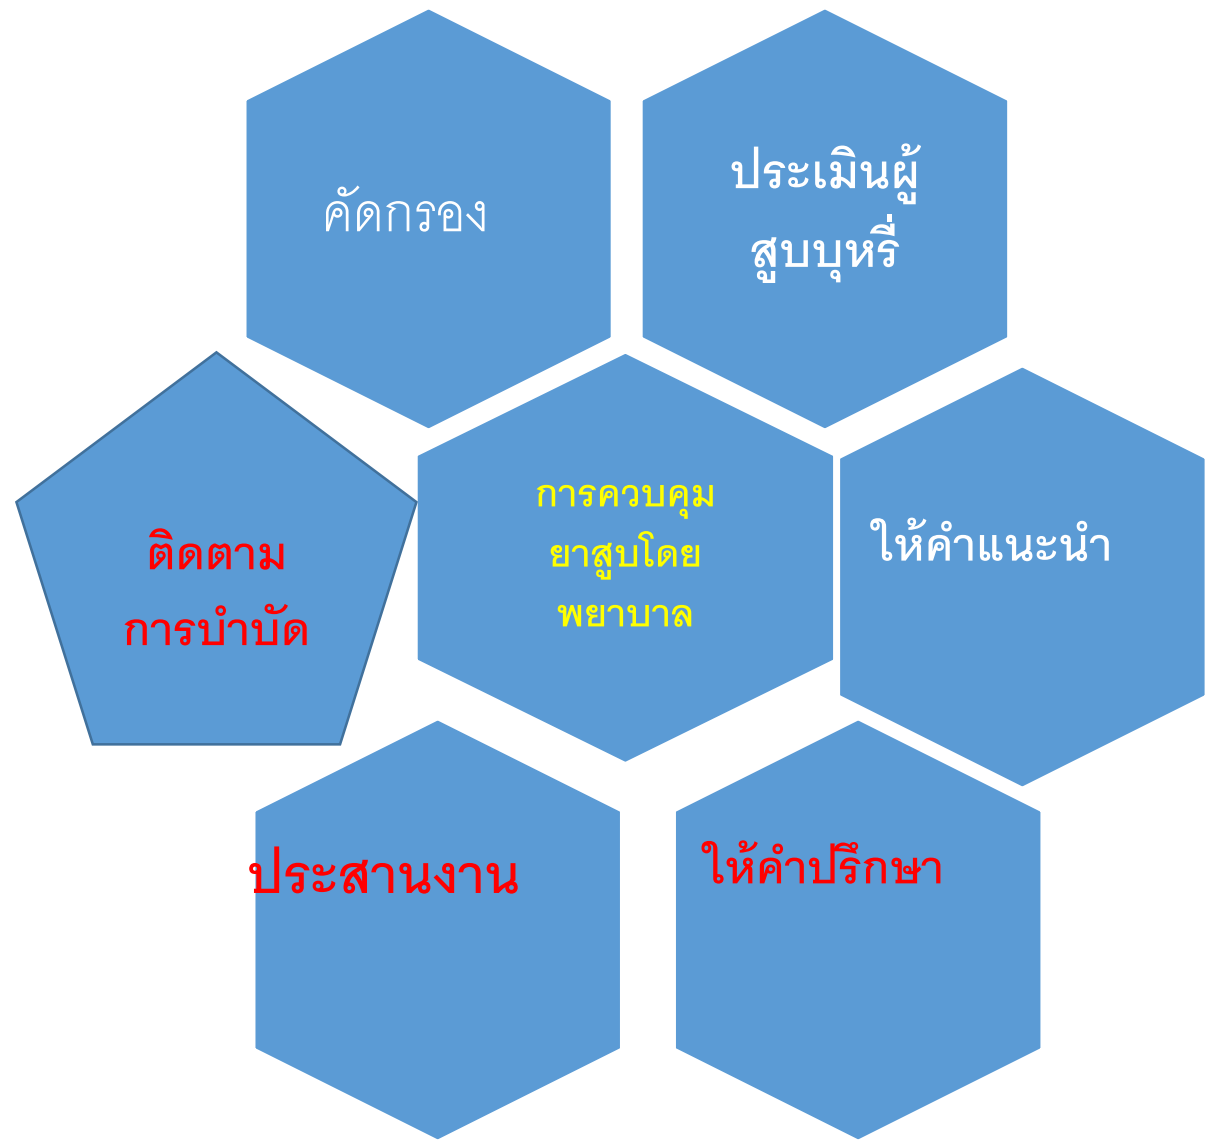 คัดกรอง
ประเมินผู้
สูบบุหรี่
การควบคุม
ยาสูบโดย
พยาบาล
ให้คำแนะนำ
ติดตาม
การบำบัด
ประสานงาน
ให้คำปรึกษา